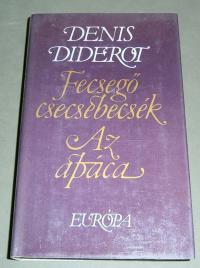 DENIS
DIDEROT
Fecsegő
csecsebecsék
Az
apáca
EURÓPA